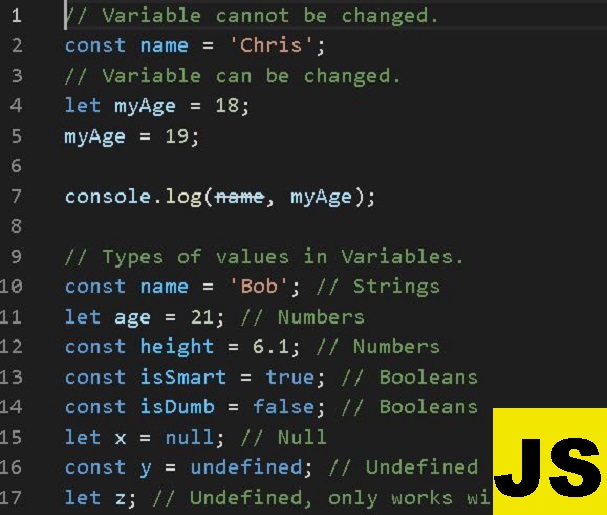 1 // Variable cannot be changed.
2 const name = 'Chris';
3 // Variable can be changed.
4 let myAge = 18;
5 myAge = 19;
6
7 console.log(name, myAge);
8
9 // Types of values in Variables.
10 const name = 'Bob'; // Strings
11 let age = 21; // Numbers
12 const height = 6.1; // Numbers
13 const isSmart = true; // Booleans
14 const isDumb = false; // Booleans
15 let x = null; // Null
16 const y = undefined; // Undefined
17 let z; // Undefined, only works wi
JS